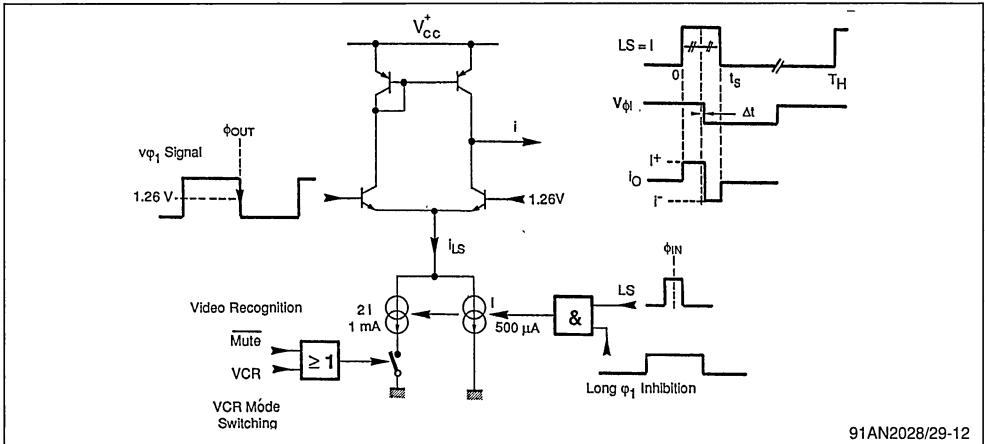 V⁺CC
LS = I
0
tS
TH
VφI
Δt
I+
iO
i-
φOUT
vφ1 Signal
1.26 V
i
1.26V
iLS
φIN
LS
Video Recognition
2 I
1 mA
I
500 μA
&
Mute
VCR
≥ 1
Long φ1 Inhibition
VCR Mode
Switching
91AN2028/29-12